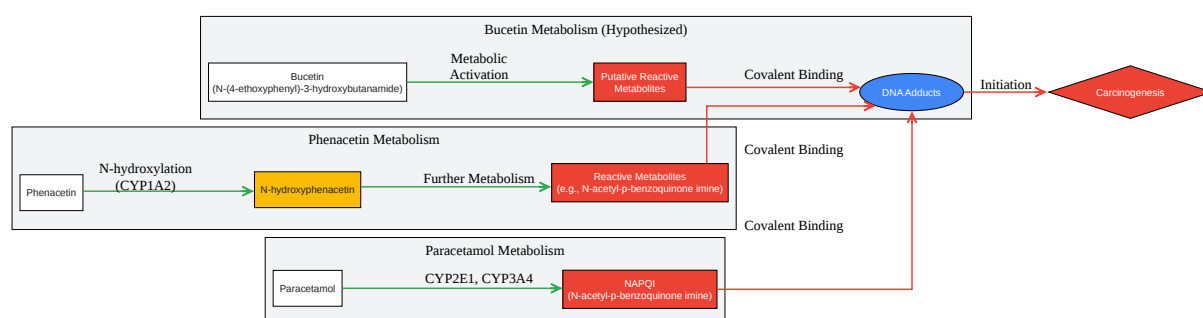 Bucetin Metabolism (Hypothesized)
Bucetin
(N-(4-ethoxyphenyl)-3-hydroxybutanamide)
Metabolic
Activation
Putative Reactive
Metabolites
Covalent Binding
DNA Adducts
Initiation
Carcinogenesis
Phenacetin Metabolism
Phenacetin
N-hydroxylation
(CYP1A2)
N-hydroxyphenacetin
Further Metabolism
Reactive Metabolites
(e.g., N-acetyl-p-benzoquinone imine)
Covalent Binding
Covalent Binding
Paracetamol Metabolism
Paracetamol
CYP2E1, CYP3A4
NAPQI
(N-acetyl-p-benzoquinone imine)